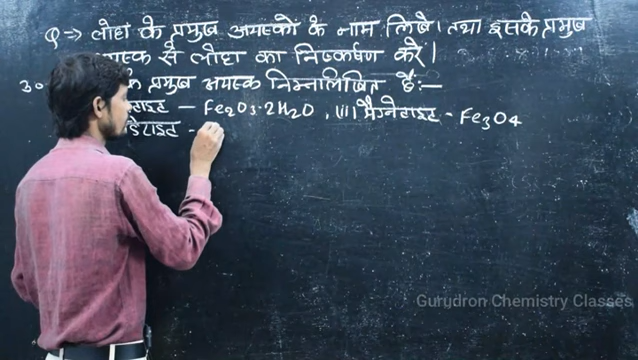 Q ⇒ लोहा के प्रमुख अयस्कों के नाम लिखे। तथा इसके प्रमुख
से लोहा का निष्कर्षण करें।
के प्रमुख अयस्क निम्नलिखित हैं:—
— Fe2O3.2H2O, (ii) मैग्नेटाइट - Fe3O4
-
Gurudron Chemistry Classes